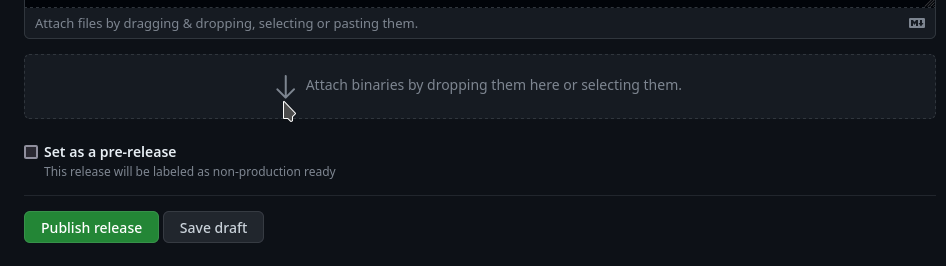 Attach files by dragging & dropping, selecting or pasting them.
Attach binaries by dropping them here or selecting them.
Set as a pre-release
This release will be labeled as non-production ready
Publish release
Save draft